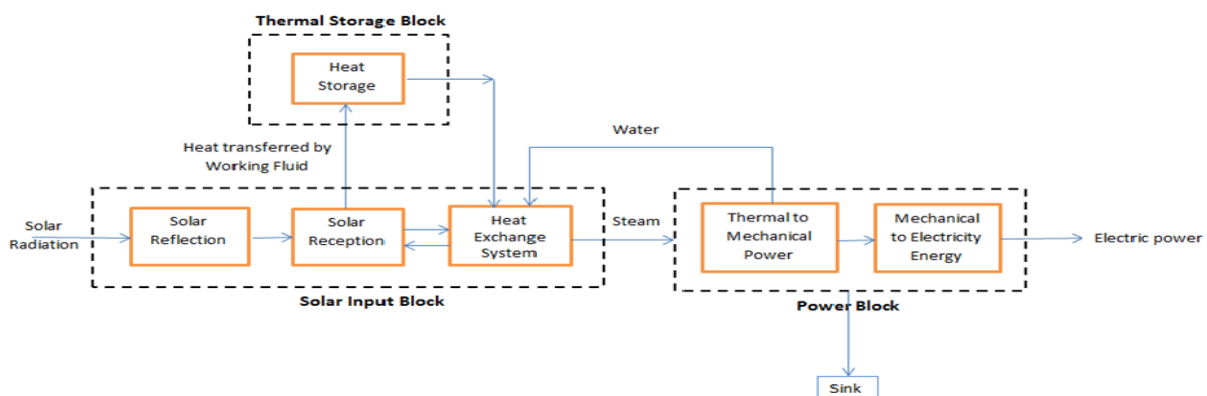 Thermal Storage Block
Heat
Storage
Heat transferred by
Working Fluid
Water
Solar
Radiation
Solar
Reflection
Solar
Reception
Heat
Exchange
System
Steam
Thermal to
Mechanical
Power
Mechanical
to Electricity
Energy
Electric power
Solar Input Block
Power Block
Sink